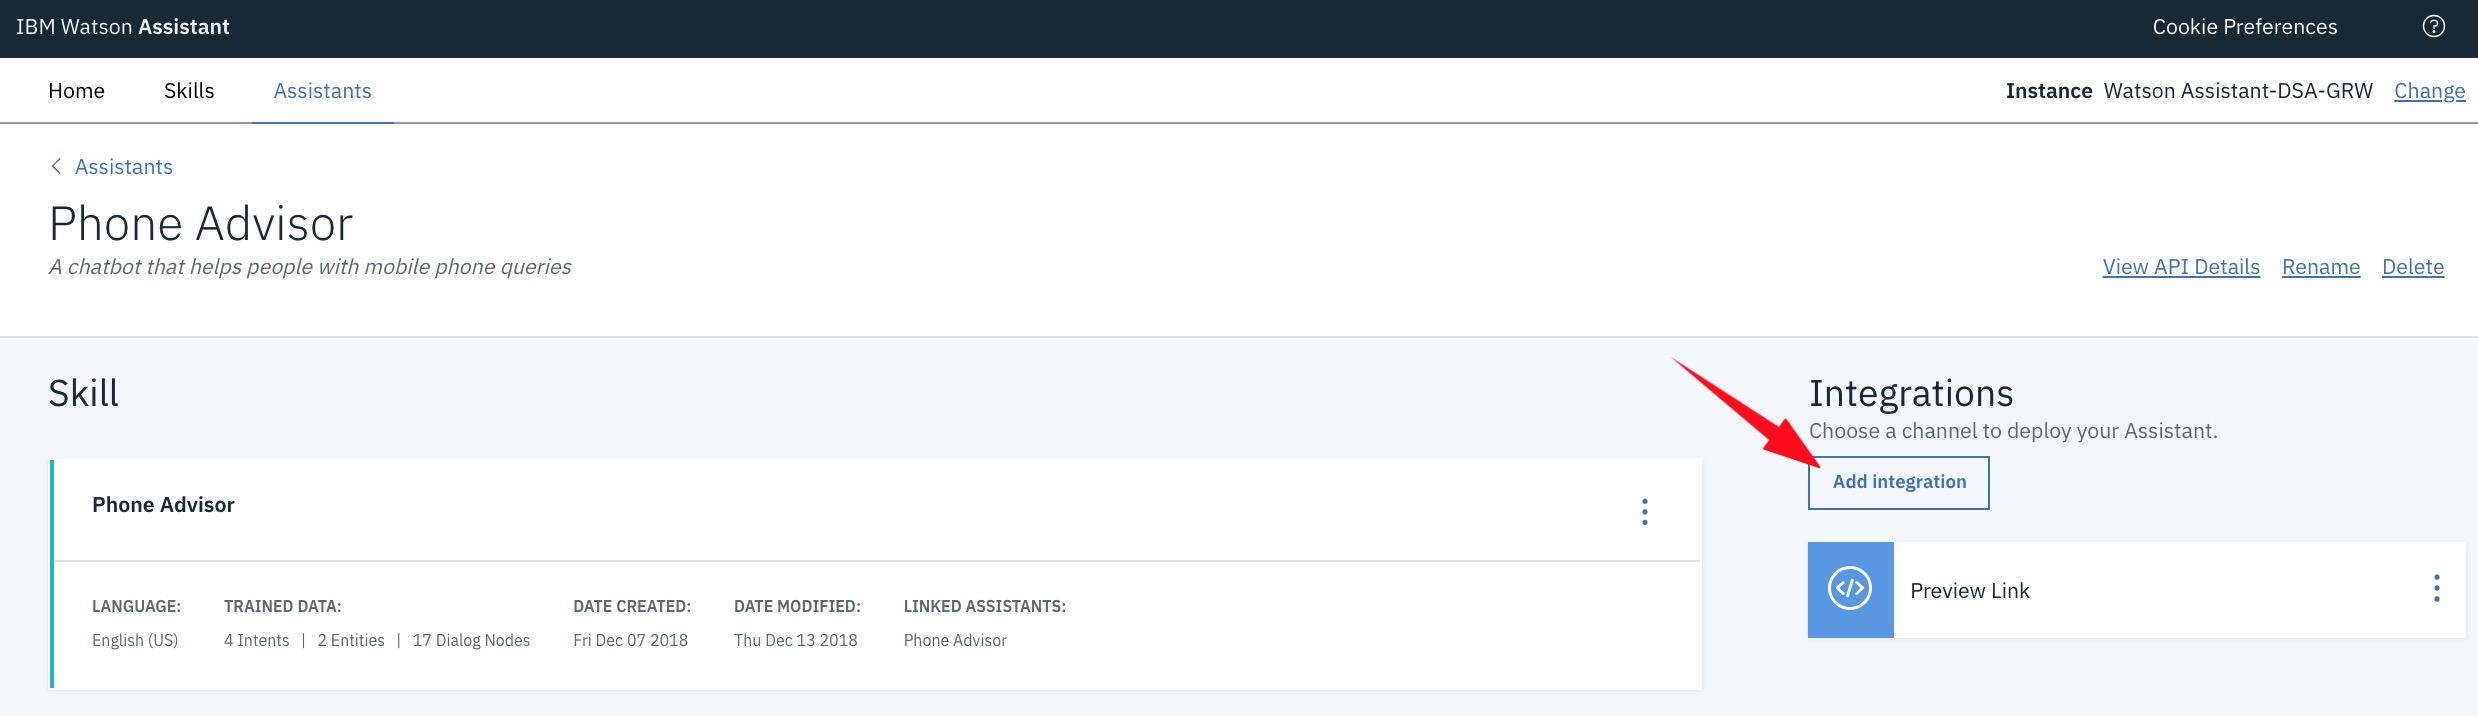 IBM Watson Assistant
Cookie Preferences
Home Skills Assistants
Instance Watson Assistant-DSA-GRW Change
Assistants
Phone Advisor
A chatbot that helps people with mobile phone queries
View API Details Rename Delete
Skill
Integrations
Choose a channel to deploy your Assistant.
Add integration
Phone Advisor
Preview Link
LANGUAGE: TRAINED DATA: DATE CREATED: DATE MODIFIED: LINKED ASSISTANTS:
English (US) 4 Intents | 2 Entities | 17 Dialog Nodes Fri Dec 07 2018 Thu Dec 13 2018 Phone Advisor